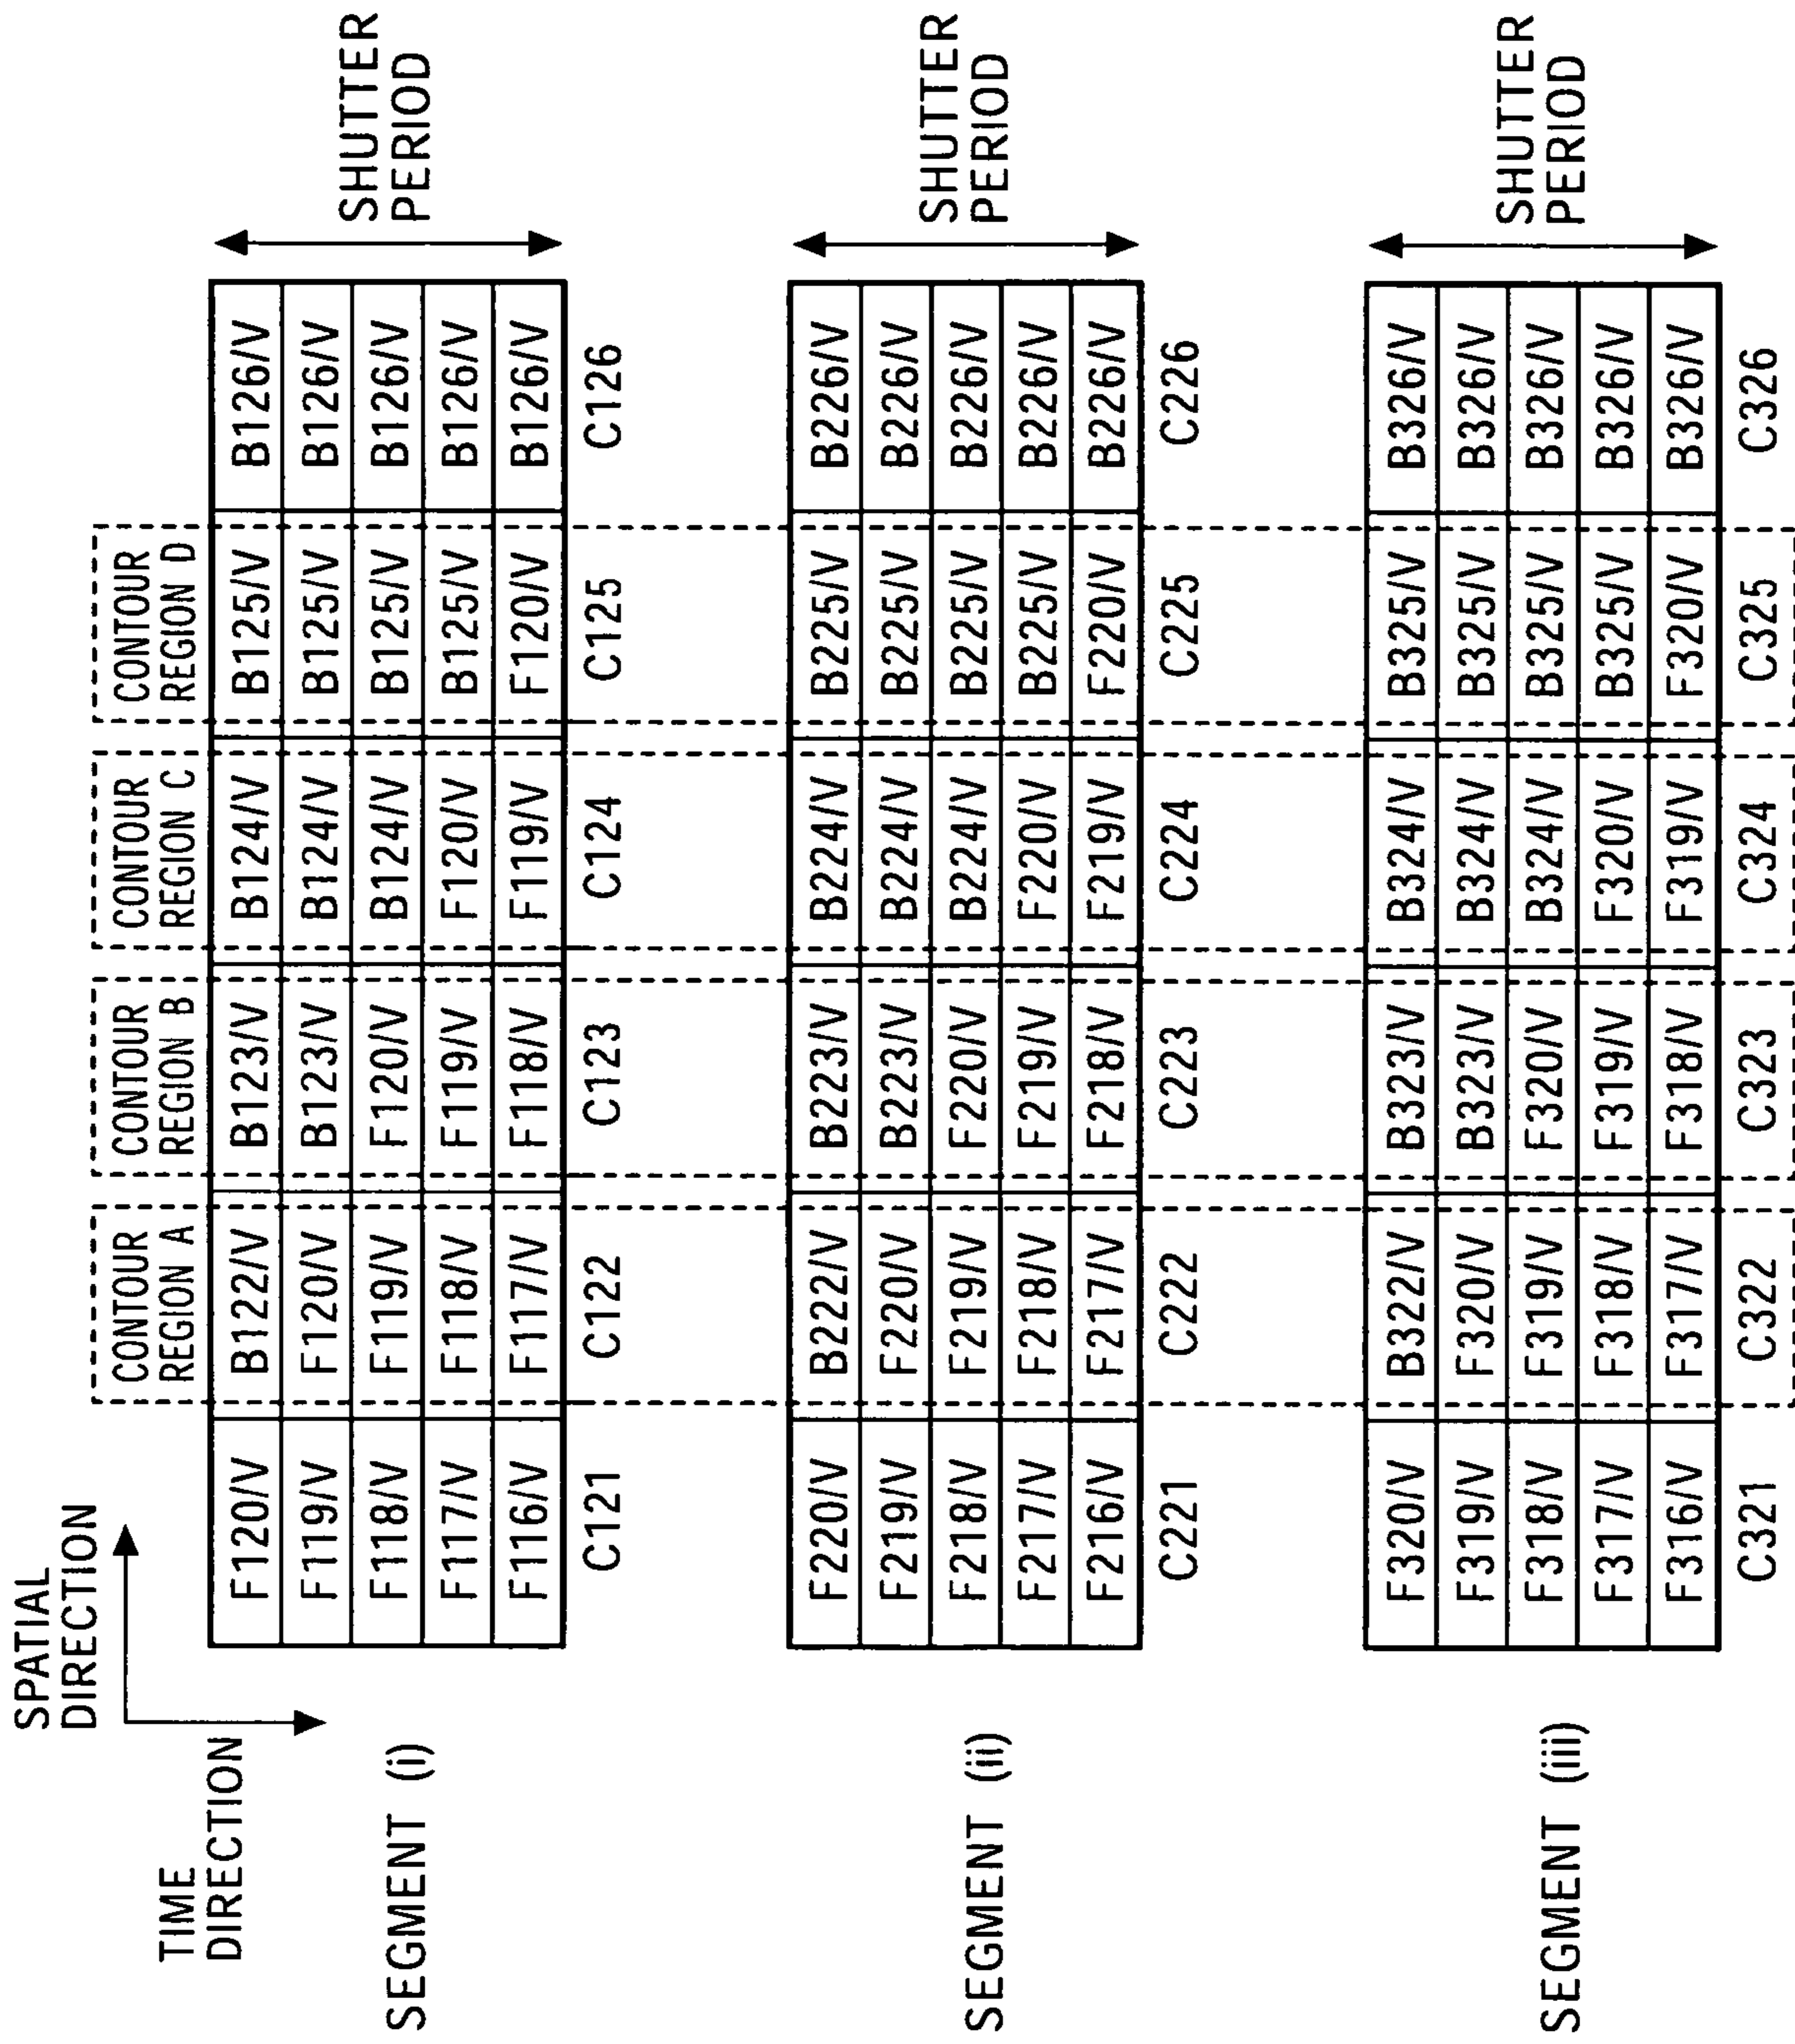 SPATIAL
DIRECTION
TIME
DIRECTION
CONTOUR
REGION A
CONTOUR
REGION B
CONTOUR
REGION C
CONTOUR
REGION D
SEGMENT (i)
F120/V B122/V B123/V B124/V B125/V B126/V
F119/V F120/V B123/V B124/V B125/V B126/V
F118/V F119/V F120/V B124/V B125/V B126/V
F117/V F118/V F119/V F120/V B125/V B126/V
F116/V F117/V F118/V F119/V F120/V B126/V
C121 C122 C123 C124 C125 C126
SHUTTER
PERIOD
SEGMENT (ii)
F220/V B222/V B223/V B224/V B225/V B226/V
F219/V F220/V B223/V B224/V B225/V B226/V
F218/V F219/V F220/V B224/V B225/V B226/V
F217/V F218/V F219/V F220/V B225/V B226/V
F216/V F217/V F218/V F219/V F220/V B226/V
C221 C222 C223 C224 C225 C226
SHUTTER
PERIOD
SEGMENT (iii)
F320/V B322/V B323/V B324/V B325/V B326/V
F319/V F320/V B323/V B324/V B325/V B326/V
F318/V F319/V F320/V B324/V B325/V B326/V
F317/V F318/V F319/V F320/V B325/V B326/V
F316/V F317/V F318/V F319/V F320/V B326/V
C321 C322 C323 C324 C325 C326
SHUTTER
PERIOD